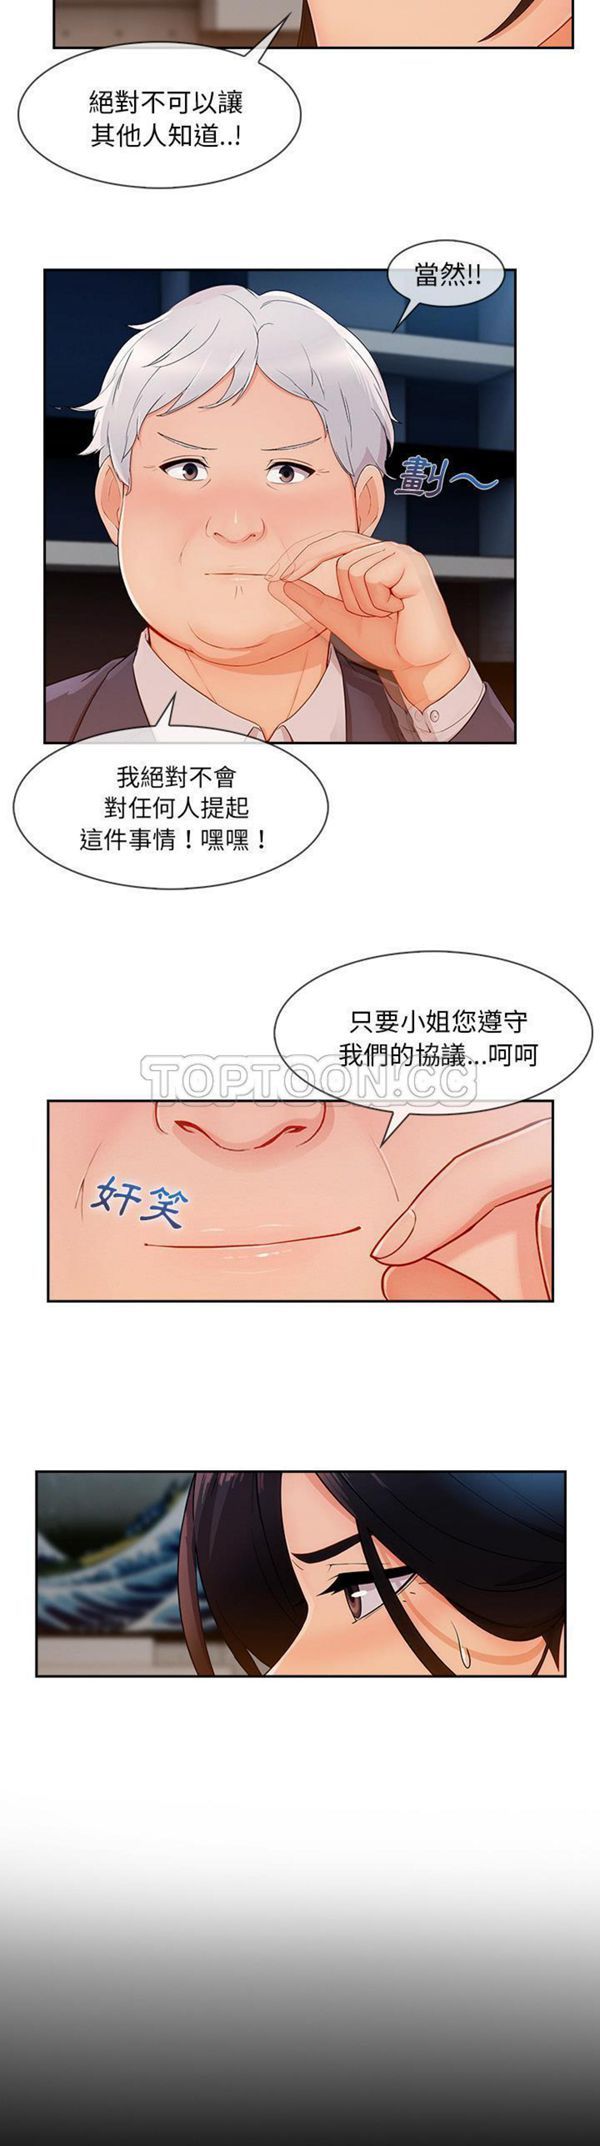 絕對不可以讓
其他人知道..!
當然!!
劃～
我絕對不會
對任何人提起
這件事情！嘿嘿！
只要小姐您遵守
我們的協議...呵呵
TOPTOON.CC
奸笑